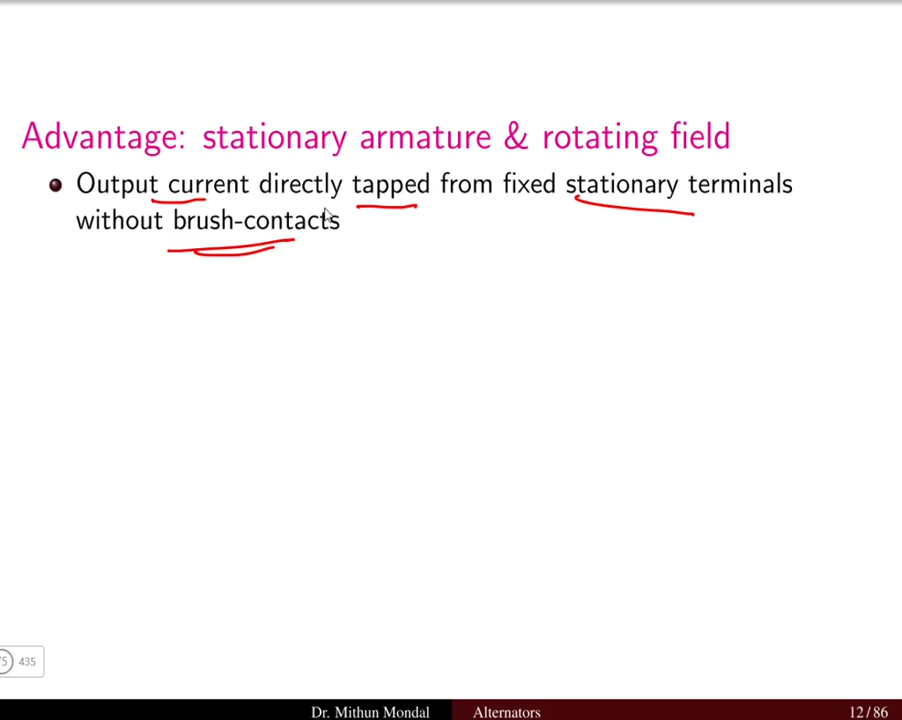 Advantage: stationary armature & rotating field
Output current directly tapped from fixed stationary terminals
without brush-contacts
75 435
Dr. Mithun Mondal Alternators 12/86